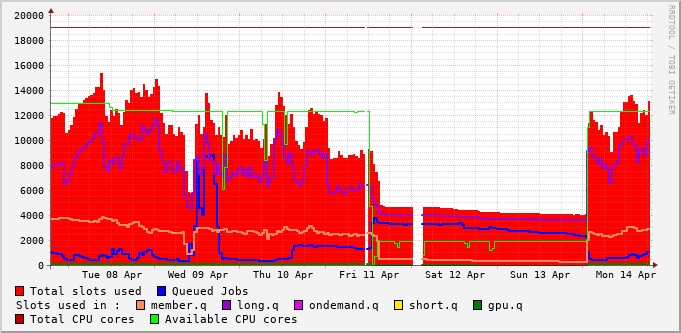 20000
18000
16000
14000
12000
10000
8000
6000
4000
2000
0
Tue 08 Apr Wed 09 Apr Thu 10 Apr Fri 11 Apr Sat 12 Apr Sun 13 Apr Mon 14 Apr
Total slots used Queued Jobs
Slots used in : member.q long.q ondemand.q short.q gpu.q
Total CPU cores Available CPU cores
RRDTOOL / TOBI OETIKER